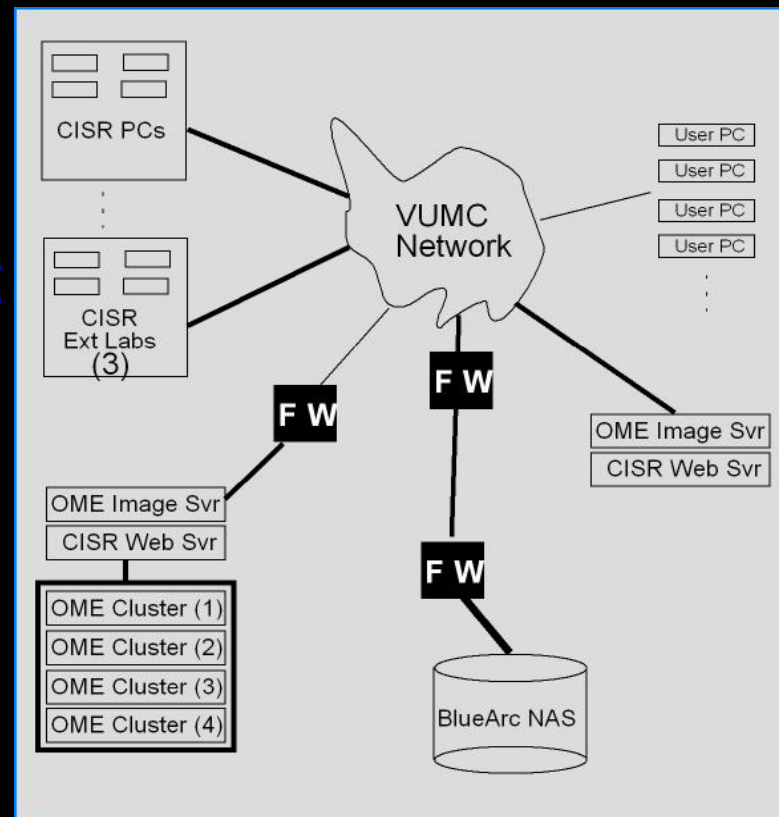 CISR PCs
VUMC
Network
User PC
User PC
User PC
User PC
CISR
Ext Labs
(3)
F W
F W
OME Image Svr
CISR Web Svr
OME Image Svr
CISR Web Svr
F W
OME Cluster (1)
OME Cluster (2)
OME Cluster (3)
OME Cluster (4)
BlueArc NAS